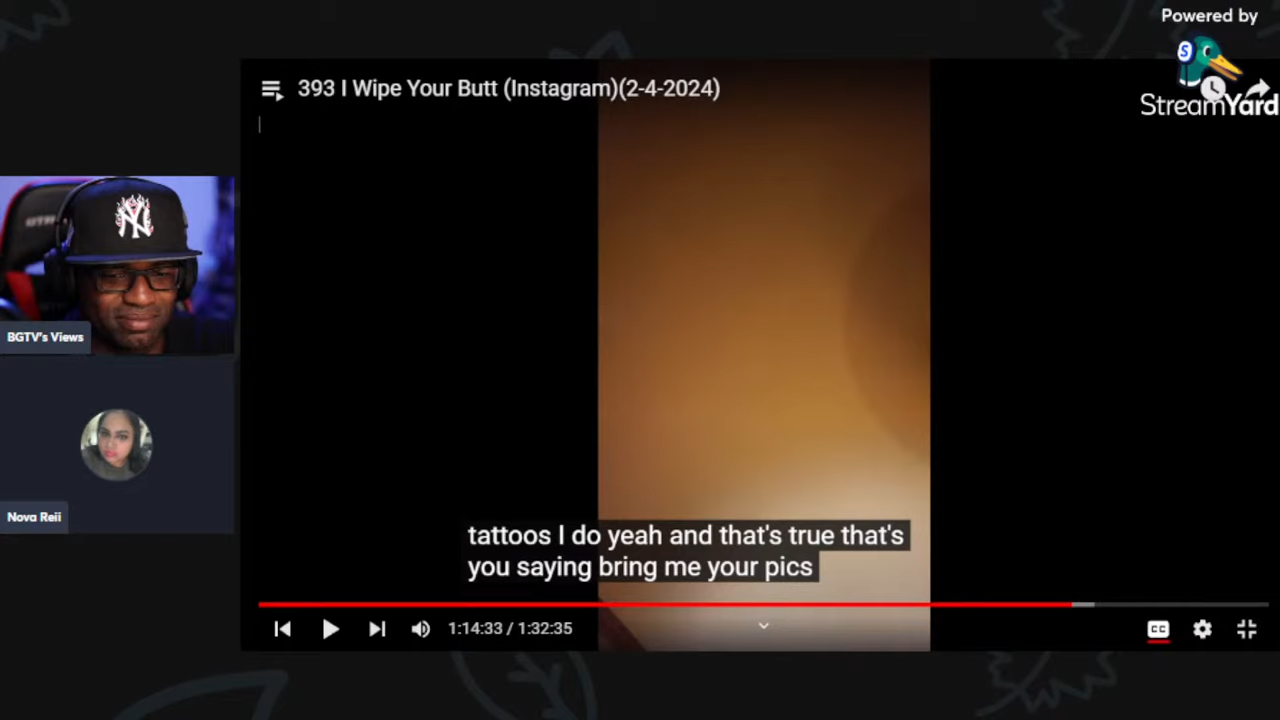 Powered by
StreamYard
393 I Wipe Your Butt (Instagram)(2-4-2024)
BGTV's Views
Nova Reii
tattoos I do yeah and that's true that's
you saying bring me your pics
1:14:33 / 1:32:35
CC
NY
S